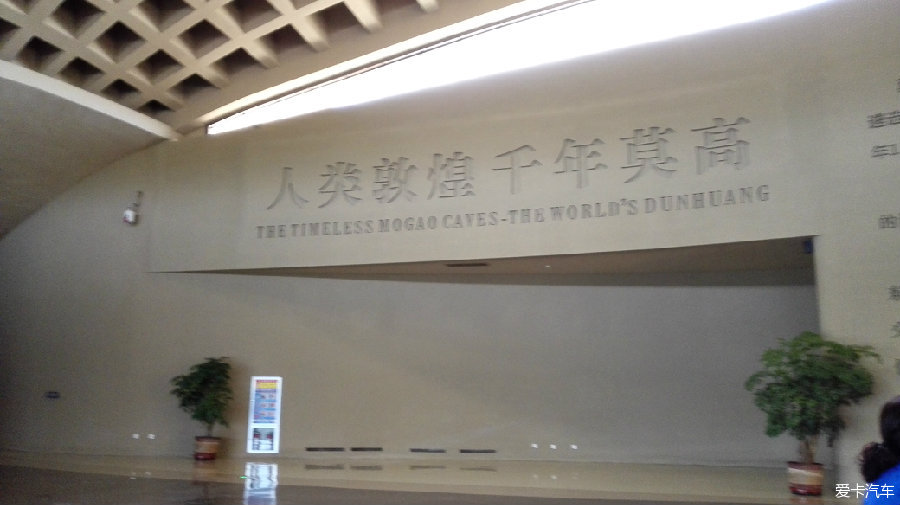 人类敦煌 千年莫高
THE TIMELESS MOGAO CAVES-THE WORLD'S DUNHUANG
的
爱卡汽车